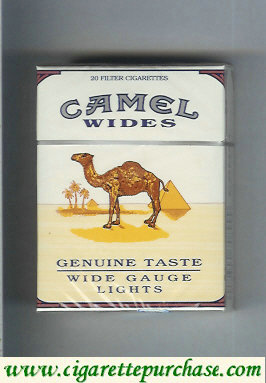 20 FILTER CIGARETTES
CAMEL
WIDES
GENUINE TASTE
WIDE GAUGE
LIGHTS
www.cigarettepurchase.com